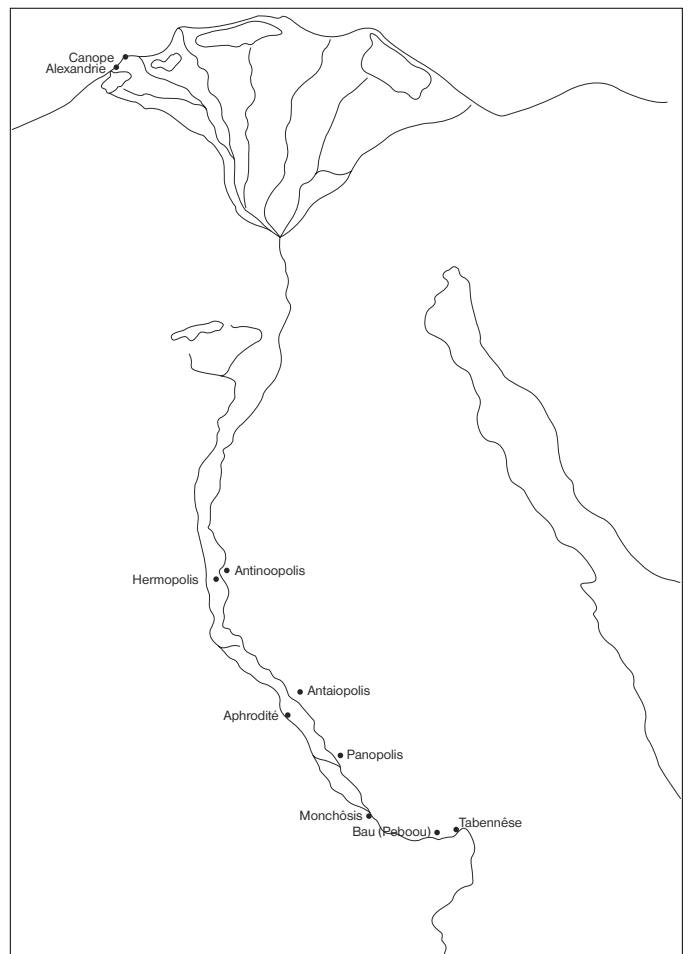 Canope
Alexandrie
Antinoopolis
Hermopolis
Antaiopolis
Aphrodité
Panopolis
Monchôsis
Tabennêse
Bau (Peboou)